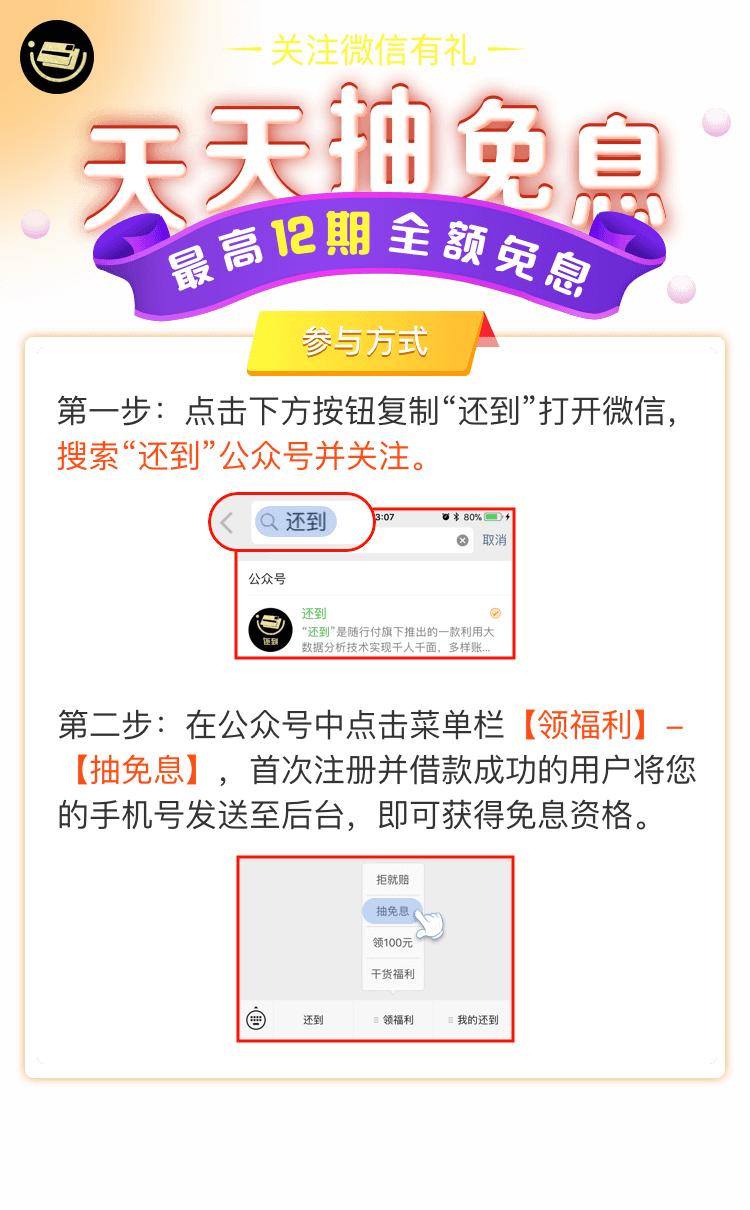 关注微信有礼
天天抽免息
最高12期全额免息
参与方式
第一步：点击下方按钮复制“还到”打开微信，
搜索“还到”公众号并关注。
还到
3:07
80%
取消
公众号
还到
还到
“还到”是随行付旗下推出的一款利用大
数据分析技术实现千人千面，多样账...
第二步：在公众号中点击菜单栏【领福利】-
【抽免息】，首次注册并借款成功的用户将您
的手机号发送至后台，即可获得免息资格。
拒就赔
抽免息
领100元
干货福利
还到
领福利
我的还到